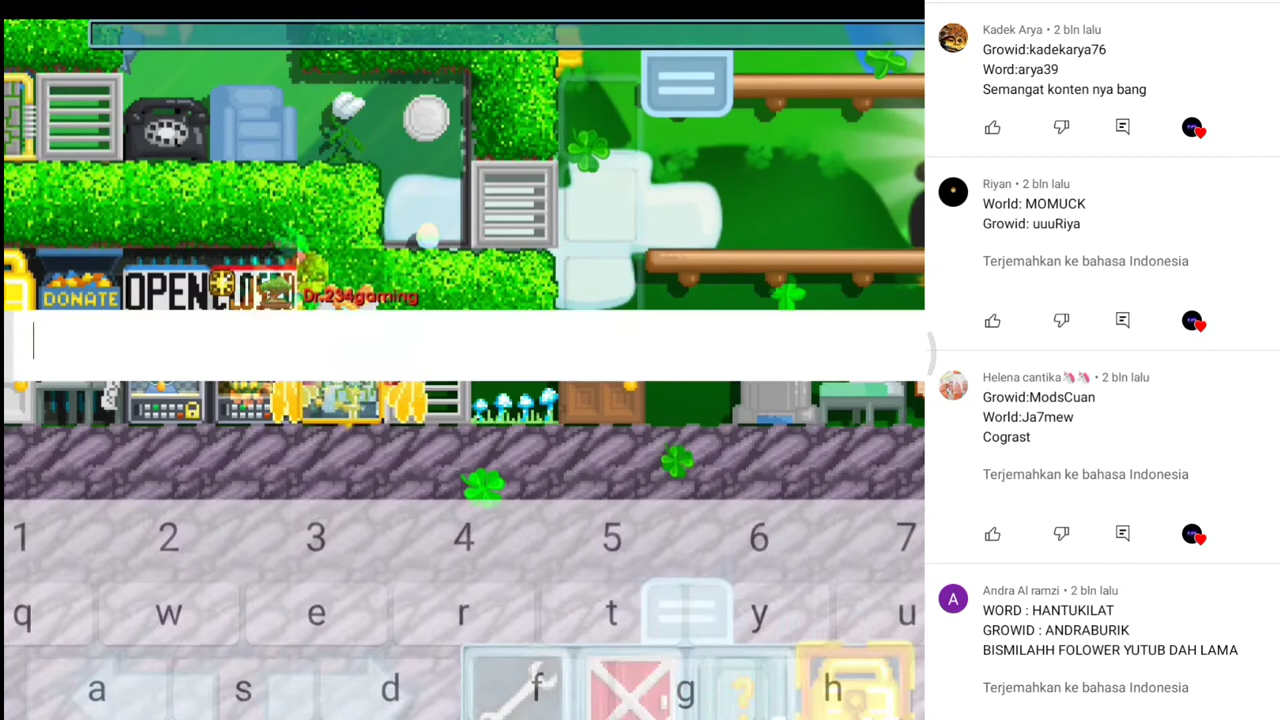 DONATE
OPEN
Dr.234gaming
1 2 3 4 5 6 7
q w e r t y u
a s d f g h
Kadek Arya • 2 bln lalu
Growid:kadekarya76
Word:arya39
Semangat konten nya bang
Riyan • 2 bln lalu
World: MOMUCK
Growid: uuuRiya
Terjemahkan ke bahasa Indonesia
Helena cantika🦄🦄 • 2 bln lalu
Growid:ModsCuan
World:Ja7mew
Cograst
Terjemahkan ke bahasa Indonesia
A
Andra Al ramzi • 2 bln lalu
WORD : HANTUKILAT
GROWID : ANDRABURIK
BISMILAHH FOLOWER YUTUB DAH LAMA
Terjemahkan ke bahasa Indonesia